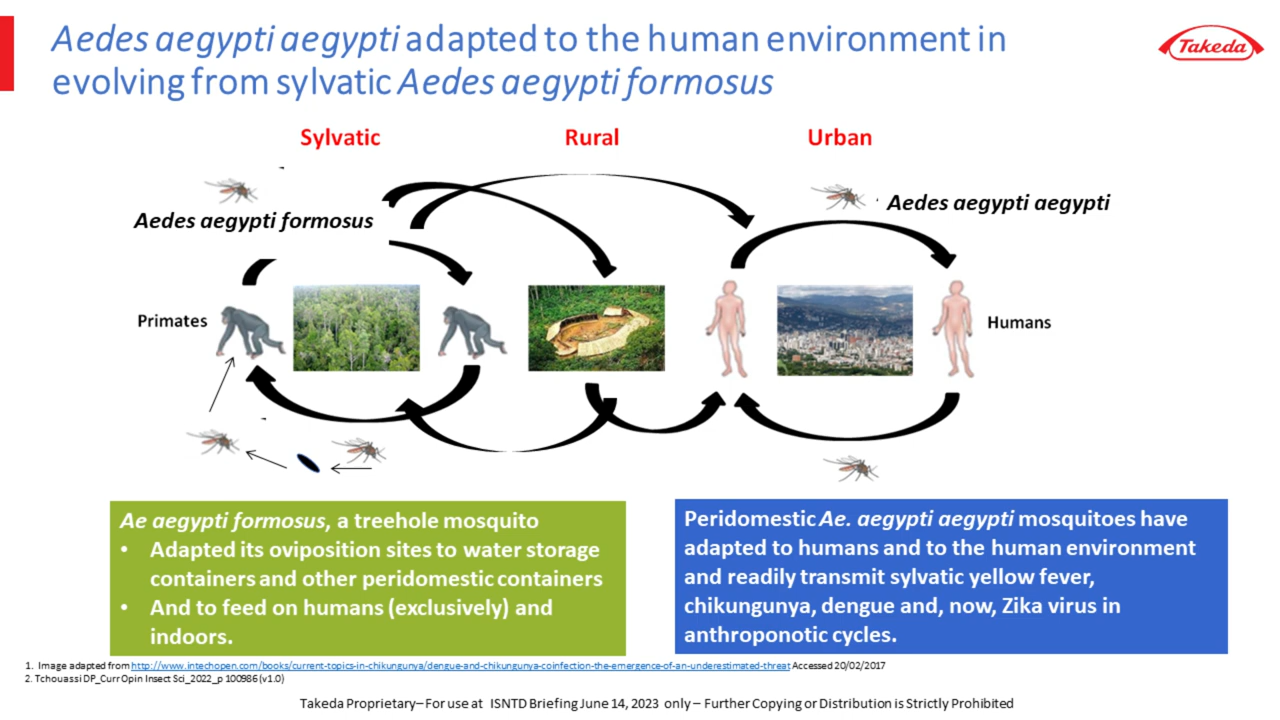 Aedes aegypti aegypti adapted to the human environment in
evolving from sylvatic Aedes aegypti formosus
Takeda
Sylvatic
Rural
Urban
Aedes aegypti formosus
Aedes aegypti aegypti
Primates
Humans
Ae aegypti formosus, a treehole mosquito
• Adapted its oviposition sites to water storage
containers and other peridomestic containers
• And to feed on humans (exclusively) and
indoors.
Peridomestic Ae. aegypti aegypti mosquitoes have
adapted to humans and to the human environment
and readily transmit sylvatic yellow fever,
chikungunya, dengue and, now, Zika virus in
anthroponotic cycles.
1. Image adapted from http://www.intechopen.com/books/current-topics-in-chikungunya/dengue-and-chikungunya-coinfection-the-emergence-of-an-underestimated-threat Accessed 20/02/2017
2. Tchouassi DP_Curr Opin Insect Sci_2022_p 100986 (v1.0)
Takeda Proprietary– For use at ISNTD Briefing June 14, 2023 only – Further Copying or Distribution is Strictly Prohibited